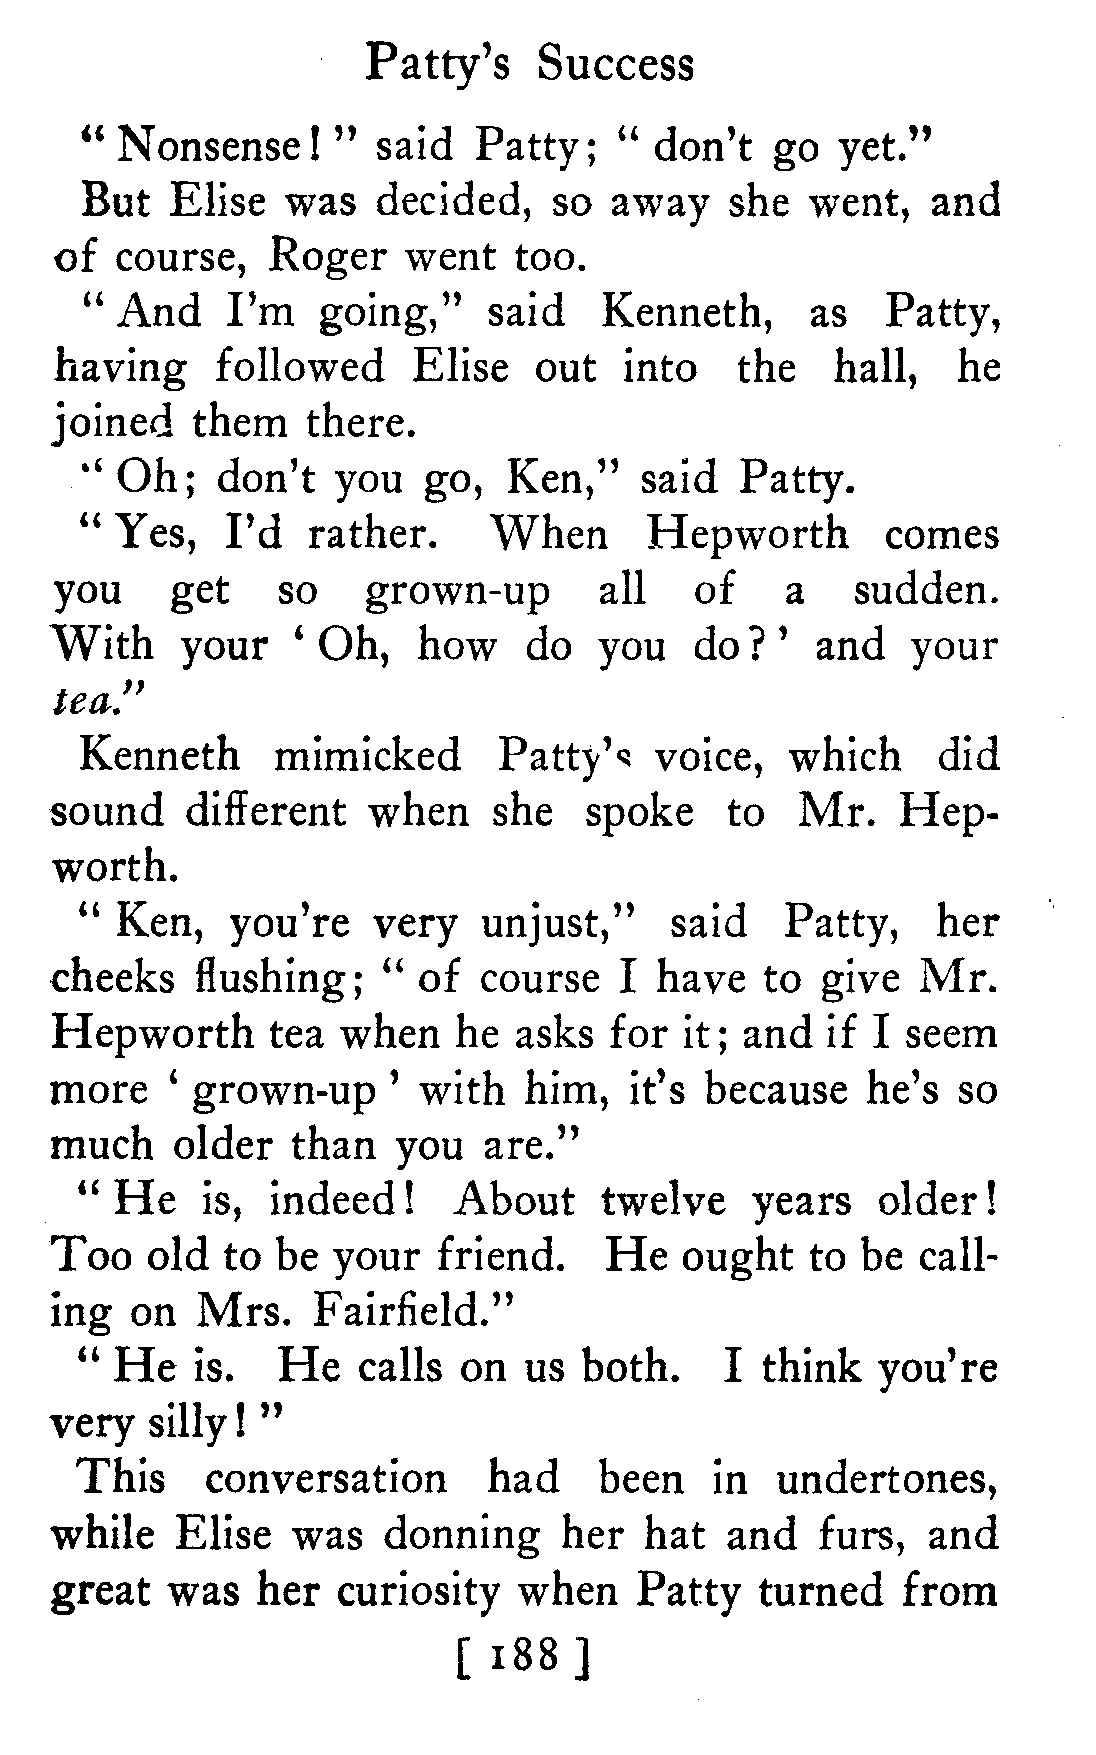 Patty's Success
" Nonsense! " said Patty; " don't go yet."
But Elise was decided, so away she went, and
of course, Roger went too.
" And I'm going," said Kenneth, as Patty,
having followed Elise out into the hall, he
joined them there.
" Oh; don't you go, Ken," said Patty.
" Yes, I'd rather. When Hepworth comes
you get so grown-up all of a sudden.
With your ' Oh, how do you do? ' and your
tea."
Kenneth mimicked Patty's voice, which did
sound different when she spoke to Mr. Hep-
worth.
" Ken, you're very unjust," said Patty, her
cheeks flushing; " of course I have to give Mr.
Hepworth tea when he asks for it; and if I seem
more ' grown-up ' with him, it's because he's so
much older than you are."
" He is, indeed! About twelve years older!
Too old to be your friend. He ought to be call-
ing on Mrs. Fairfield."
" He is. He calls on us both. I think you're
very silly! "
This conversation had been in undertones,
while Elise was donning her hat and furs, and
great was her curiosity when Patty turned from
[ 188 ]